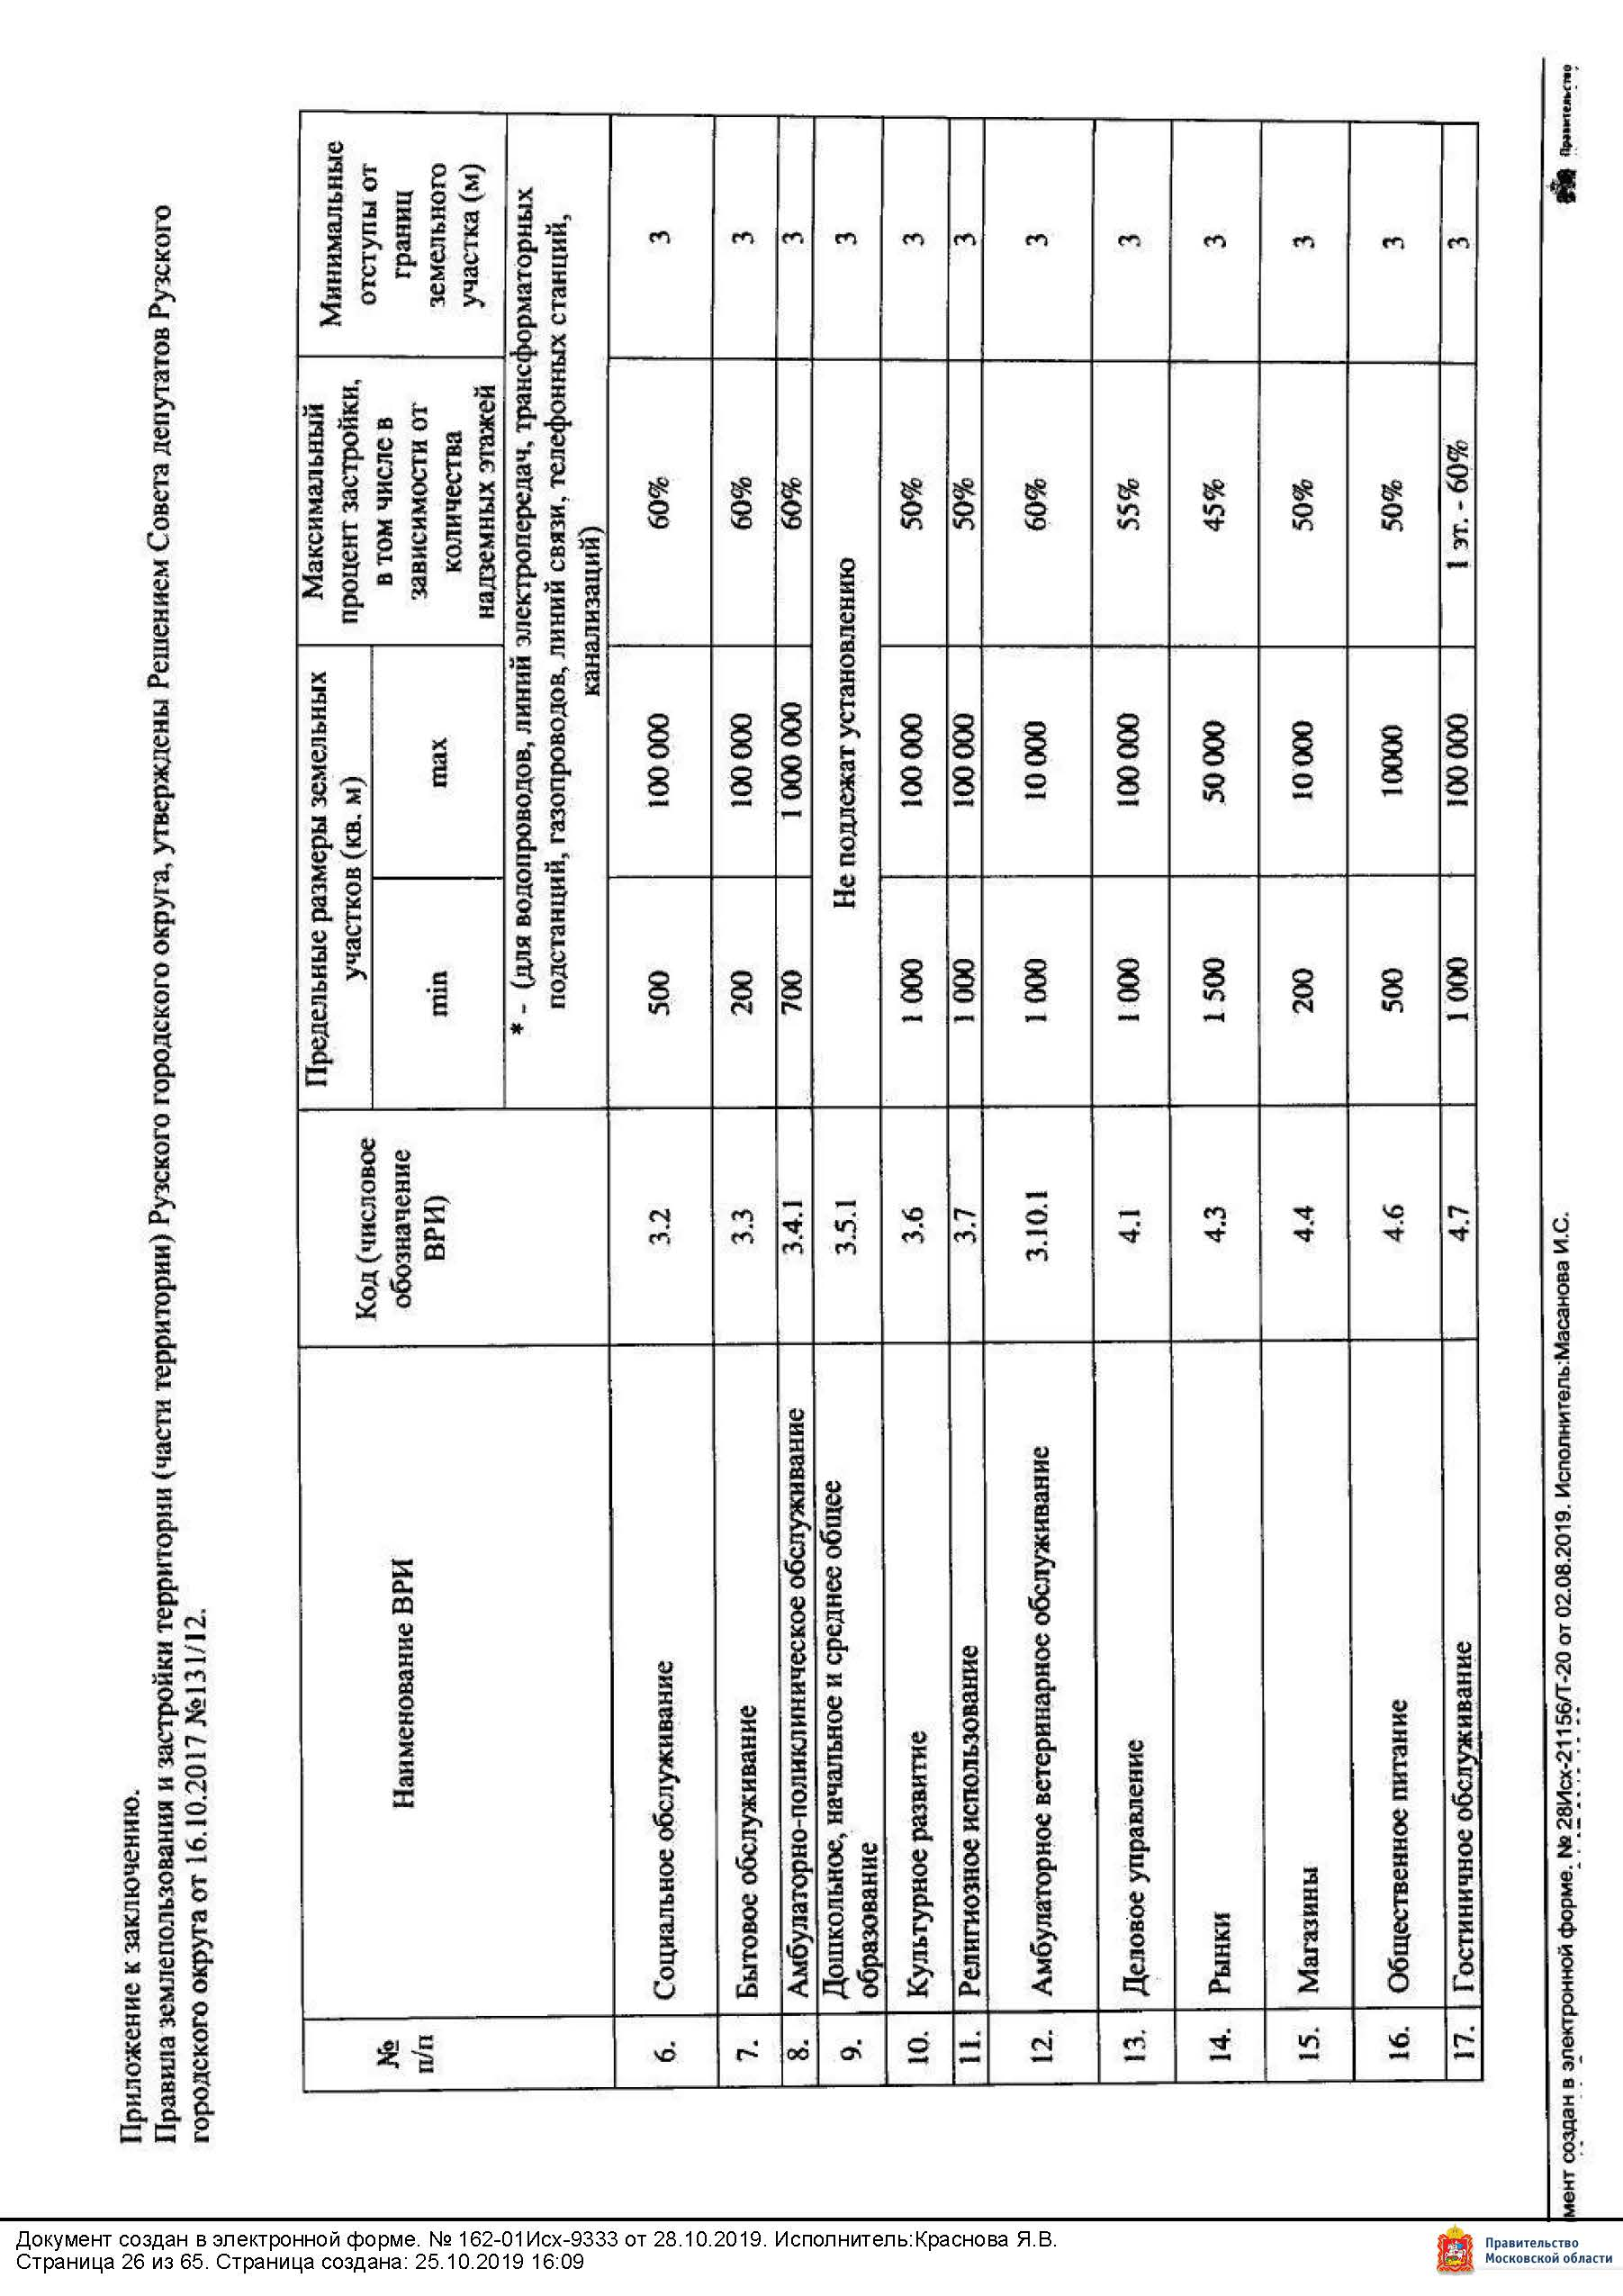 Приложение к заключению.
Правила землепользования и застройки территории (части территории) Рузского городского округа, утверждены Решением Совета депутатов Рузского
городского округа от 16.10.2017 №131/12.
№ п/п
Наименование ВРИ
Код (числовое обозначение ВРИ)
Предельные размеры земельных участков (кв. м)
min
max
Максимальный процент застройки, в том числе в зависимости от количества надземных этажей
Минимальные отступы от границ земельного участка (м)
* - (для водопроводов, линий электропередач, трансформаторных
подстанций, газопроводов, линий связи, телефонных станций,
канализаций)
6. Социальное обслуживание 3.2 500 100 000 60% 3
7. Бытовое обслуживание 3.3 200 100 000 60% 3
8. Амбулаторно-поликлиническое обслуживание 3.4.1 700 1 000 000 60% 3
9. Дошкольное, начальное и среднее общее
образование 3.5.1 Не подлежат установлению 3
10. Культурное развитие 3.6 1 000 100 000 50% 3
11. Религиозное использование 3.7 1 000 100 000 50% 3
12. Амбулаторное ветеринарное обслуживание 3.10.1 1 000 10 000 60% 3
13. Деловое управление 4.1 1 000 100 000 55% 3
14. Рынки 4.3 1 500 50 000 45% 3
15. Магазины 4.4 200 10 000 50% 3
16. Общественное питание 4.6 500 10000 50% 3
17. Гостиничное обслуживание 4.7 1 000 100 000 1 эт. - 60% 3
мент создан в электронной форме. № 28Исх-21156/Т-20 от 02.08.2019. Исполнитель:Масанова И.С.
Правительство
Документ создан в электронной форме. № 162-01Исх-9333 от 28.10.2019. Исполнитель:Краснова Я.В.
Страница 26 из 65. Страница создана: 25.10.2019 16:09
Правительство
Московской области